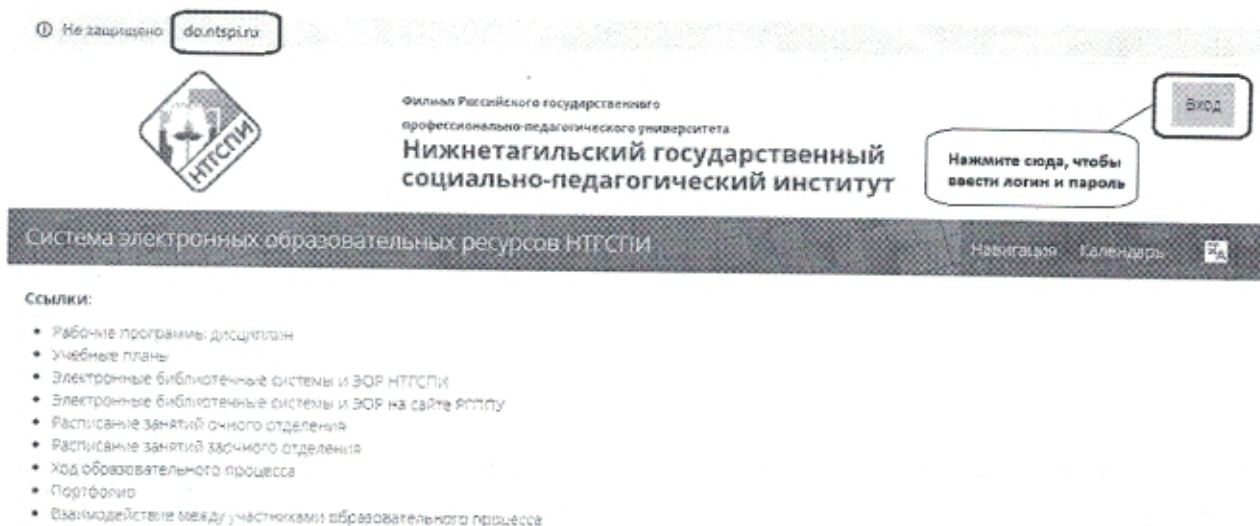 Не защищено do.ntspi.ru
НТГСПИ
Филиал Российского государственного
профессионально-педагогического университета
Нижнетагильский государственный
социально-педагогический институт
Вход
Нажмите сюда, чтобы
ввести логин и пароль
Система электронных образовательных ресурсов НТГСПИ
Навигация Календарь
Ссылки:
Рабочие программы дисциплин
Учебные планы
Электронные библиотечные системы и ЭОР НТГСПИ
Электронные библиотечные системы и ЭОР на сайте РГППУ
Расписание занятий очного отделения
Расписание занятий заочного отделения
Ход образовательного процесса
Портфолио
Взаимодействие между участниками образовательного процесса